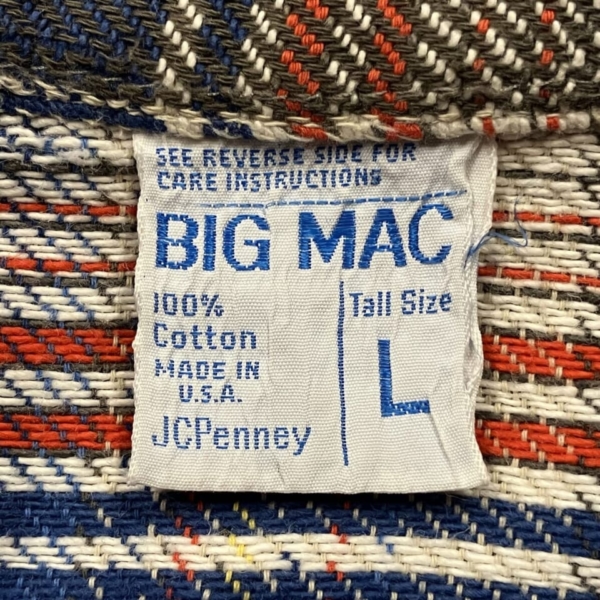 SEE REVERSE SIDE FOR
CARE INSTRUCTIONS
BIG MAC
100%
Cotton
MADE IN
U.S.A.
JCPenney
Tall Size
L